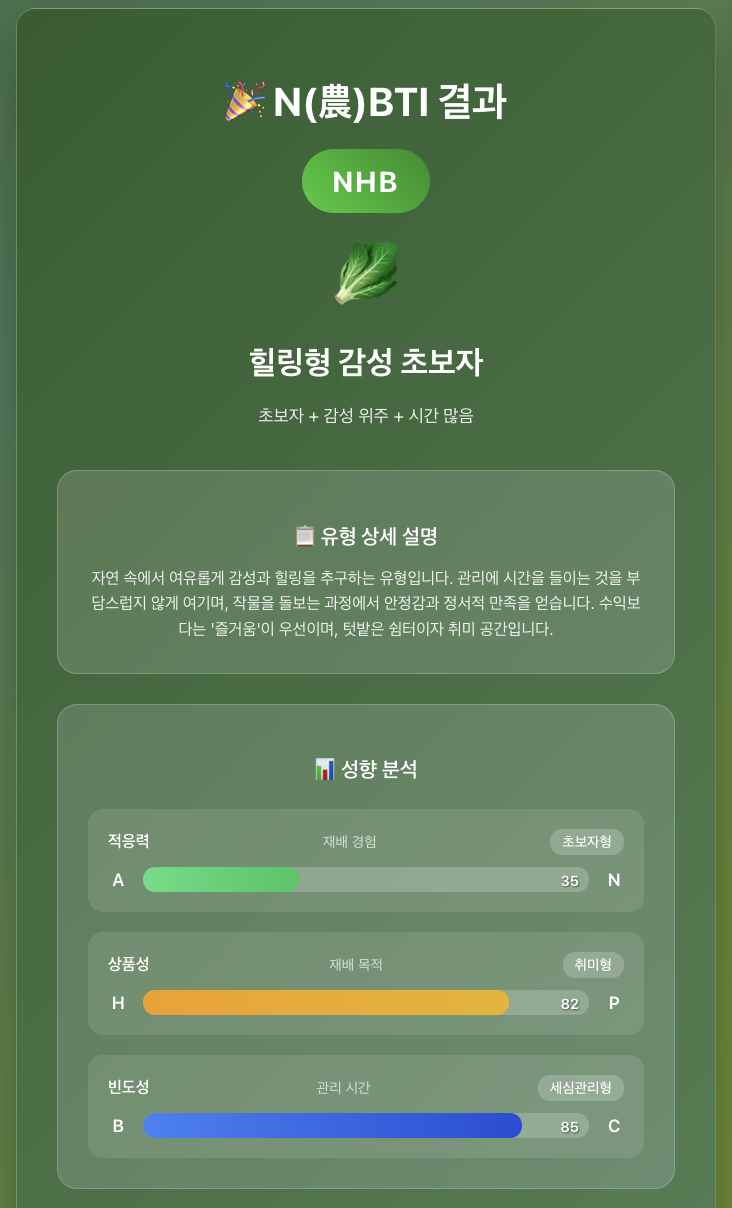 N(農)BTI 결과
NHB
힐링형 감성 초보자
초보자 + 감성 위주 + 시간 많음
유형 상세 설명
자연 속에서 여유롭게 감성과 힐링을 추구하는 유형입니다. 관리에 시간을 들이는 것을 부
담스럽지 않게 여기며, 작물을 돌보는 과정에서 안정감과 정서적 만족을 얻습니다. 수익보
다는 '즐거움'이 우선이며, 텃밭은 쉼터이자 취미 공간입니다.
성향 분석
적응력 재배 경험 초보자형
A 35 N
상품성 재배 목적 취미형
H 82 P
빈도성 관리 시간 세심관리형
B 85 C